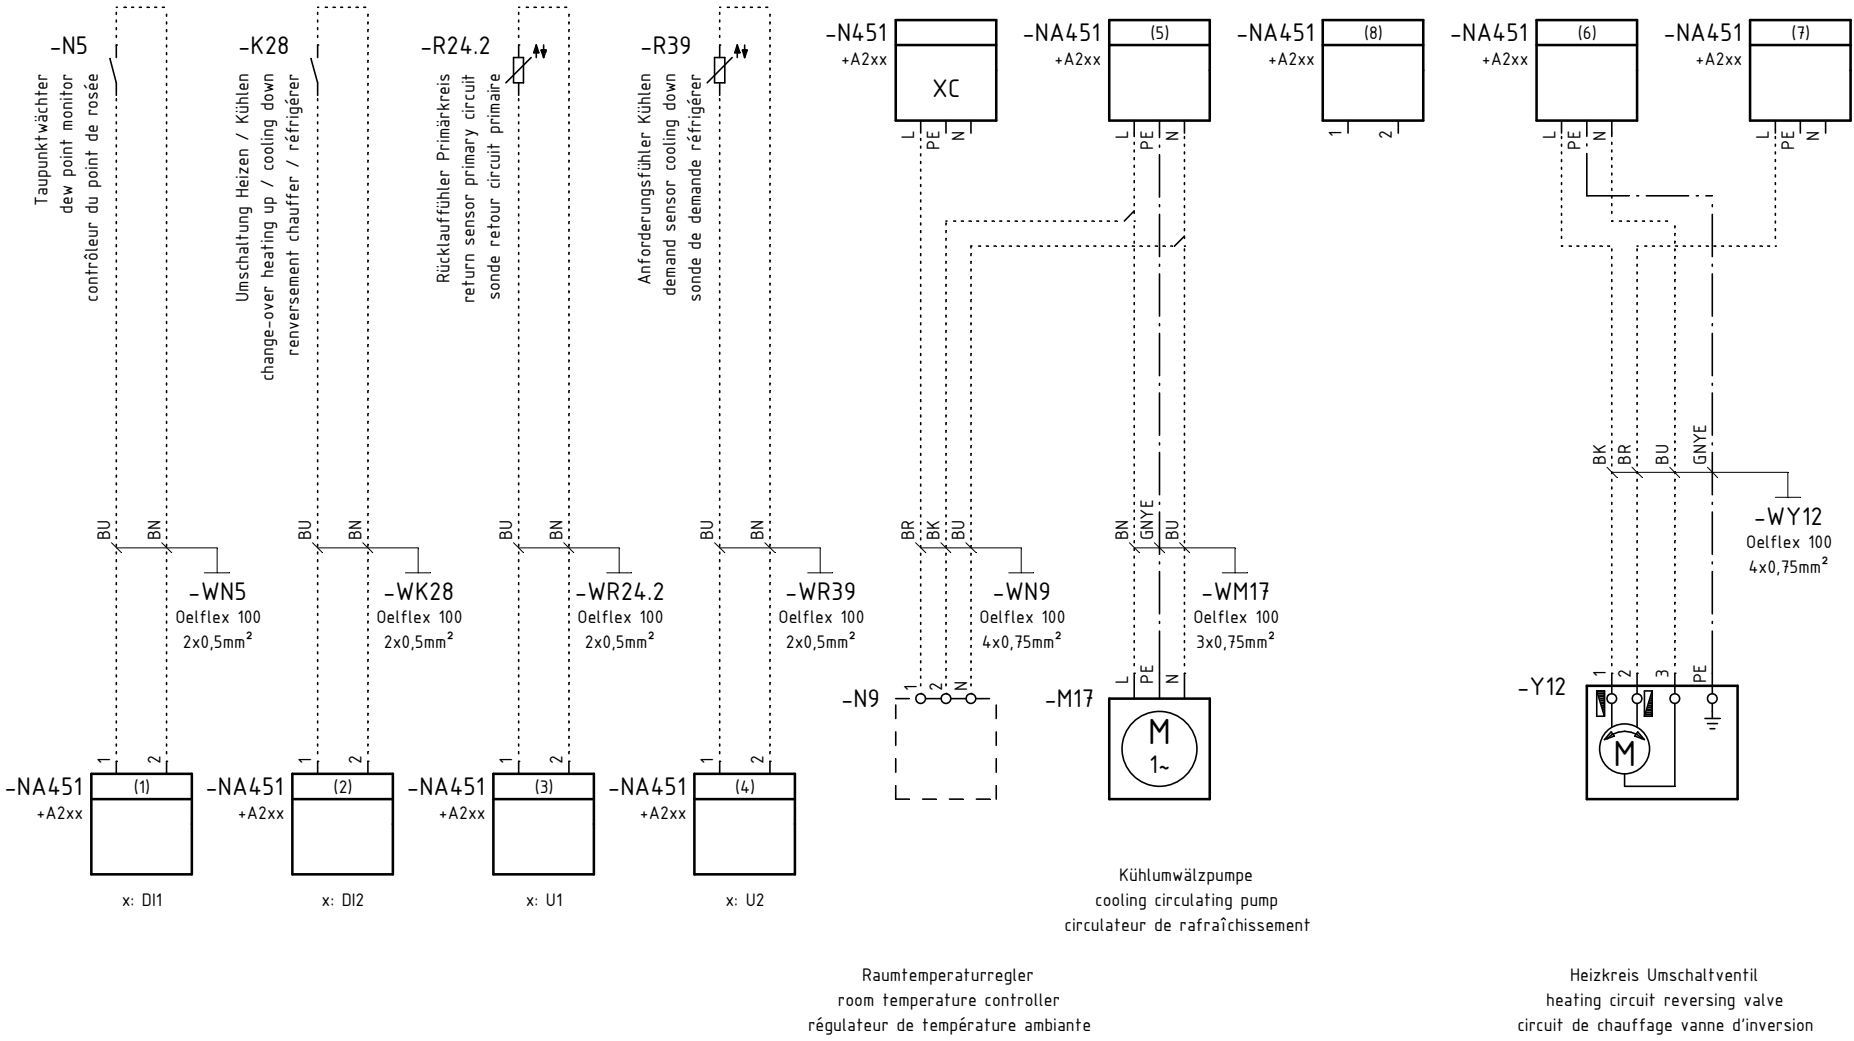 -N5
Taupunktwächter
dew point monitor
contrôleur du point de rosée
BU
BN
-WN5
Oelflex 100
2x0,5mm²
1
2
-NA451
+A2xx
(1)
x: DI1
-K28
Umschaltung Heizen / Kühlen
change-over heating up / cooling down
renversement chauffer / réfrigérer
BU
BN
-WK28
Oelflex 100
2x0,5mm²
1
2
-NA451
+A2xx
(2)
x: DI2
-R24.2
Rücklauffühler Primärkreis
return sensor primary circuit
sonde retour circuit primaire
BU
BN
-WR24.2
Oelflex 100
2x0,5mm²
1
2
-NA451
+A2xx
(3)
x: U1
-R39
Anforderungsfühler Kühlen
demand sensor cooling down
sonde de demande réfrigérer
BU
BN
-WR39
Oelflex 100
2x0,5mm²
1
2
-NA451
+A2xx
(4)
x: U2
-N451
+A2xx
XC
L
PE
N
BR
BK
BU
-WN9
Oelflex 100
4x0,75mm²
1
2
N
-N9
Raumtemperaturregler
room temperature controller
régulateur de température ambiante
-NA451
+A2xx
(5)
L
PE
N
BN
GNYE
BU
-WM17
Oelflex 100
3x0,75mm²
L
PE
N
-M17
M
1~
Kühlumwälzpumpe
cooling circulating pump
circulateur de rafraîchissement
-NA451
+A2xx
(8)
1
2
-NA451
+A2xx
(6)
L
PE
N
-NA451
+A2xx
(7)
L
PE
N
BK
BR
BU
GNYE
-WY12
Oelflex 100
4x0,75mm²
1
2
3
PE
-Y12
M
Heizkreis Umschaltventil
heating circuit reversing valve
circuit de chauffage vanne d'inversion